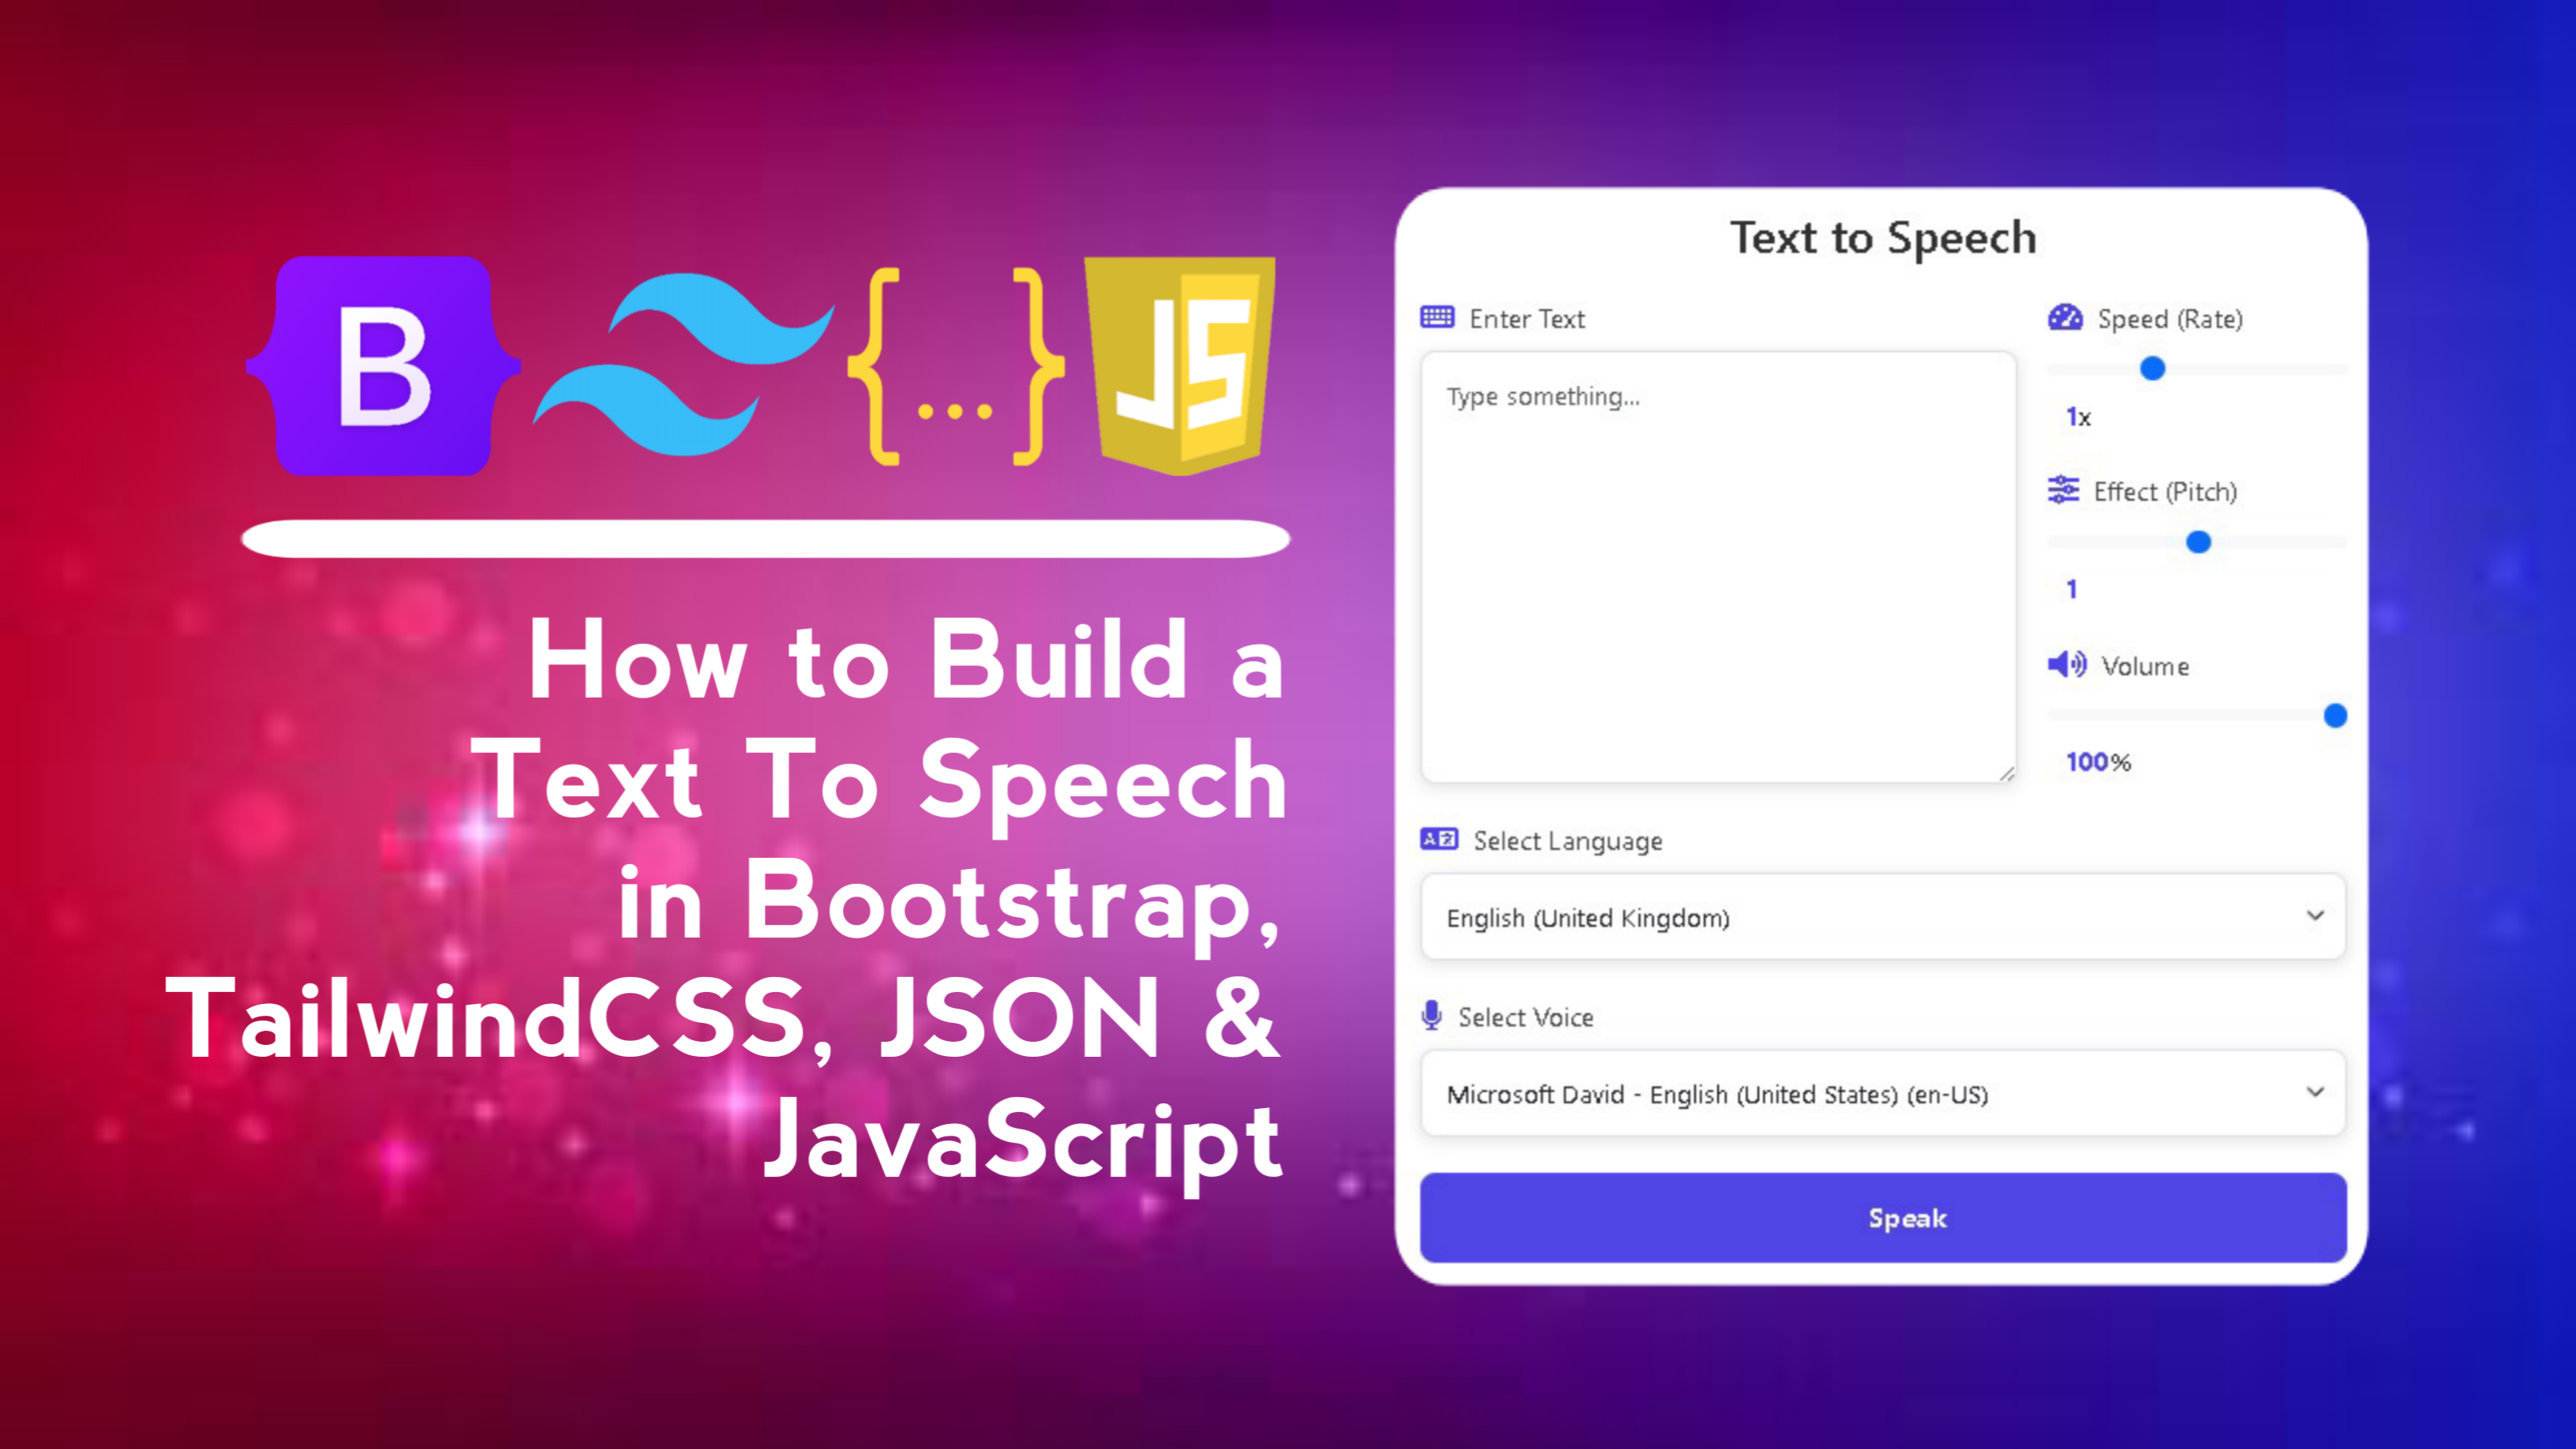 B
{...}
JS
How to Build a
Text To Speech
in Bootstrap,
TailwindCSS, JSON &
JavaScript
Text to Speech
Enter Text
Type something...
Speed (Rate)
1x
Effect (Pitch)
1
Volume
100%
Select Language
English (United Kingdom)
Select Voice
Microsoft David - English (United States) (en-US)
Speak